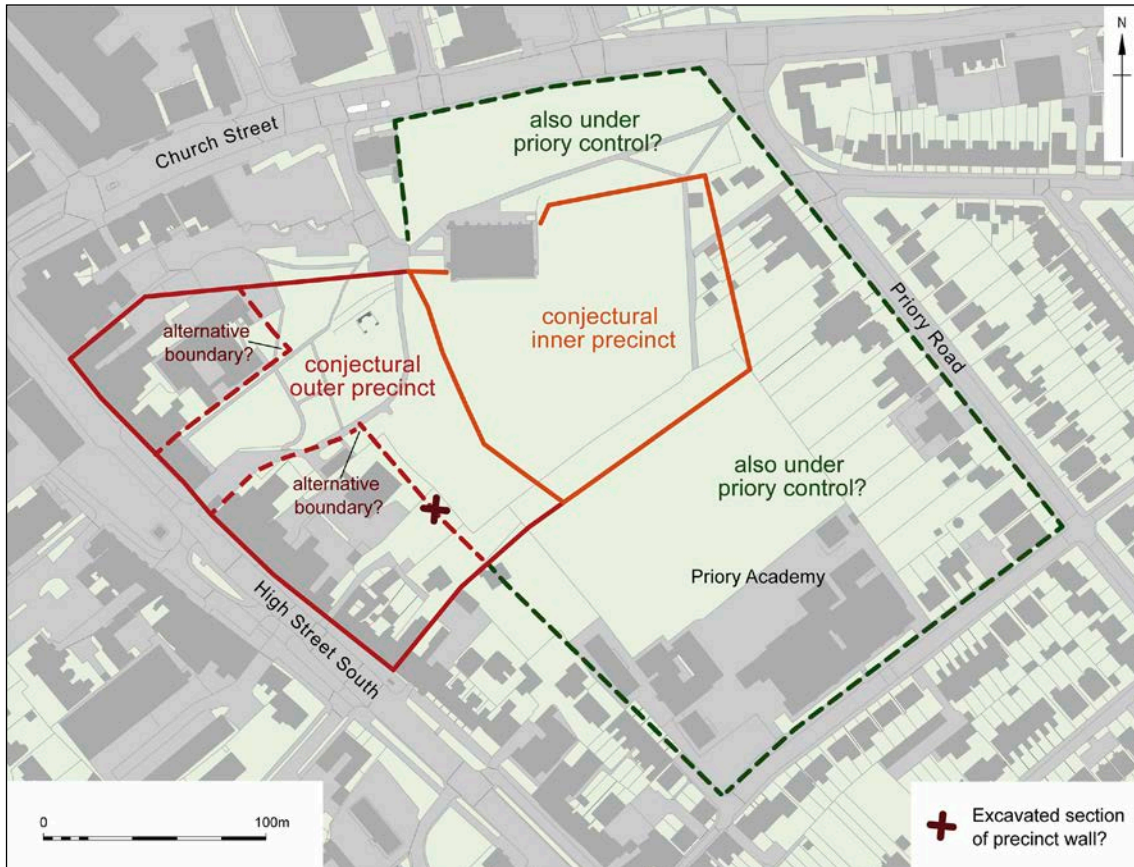 N
Church Street
also under
priory control?
alternative
boundary?
conjectural
outer precinct
conjectural
inner precinct
Priory Road
alternative
boundary?
also under
priory control?
Priory Academy
High Street South
0 100m
Excavated section
of precinct wall?